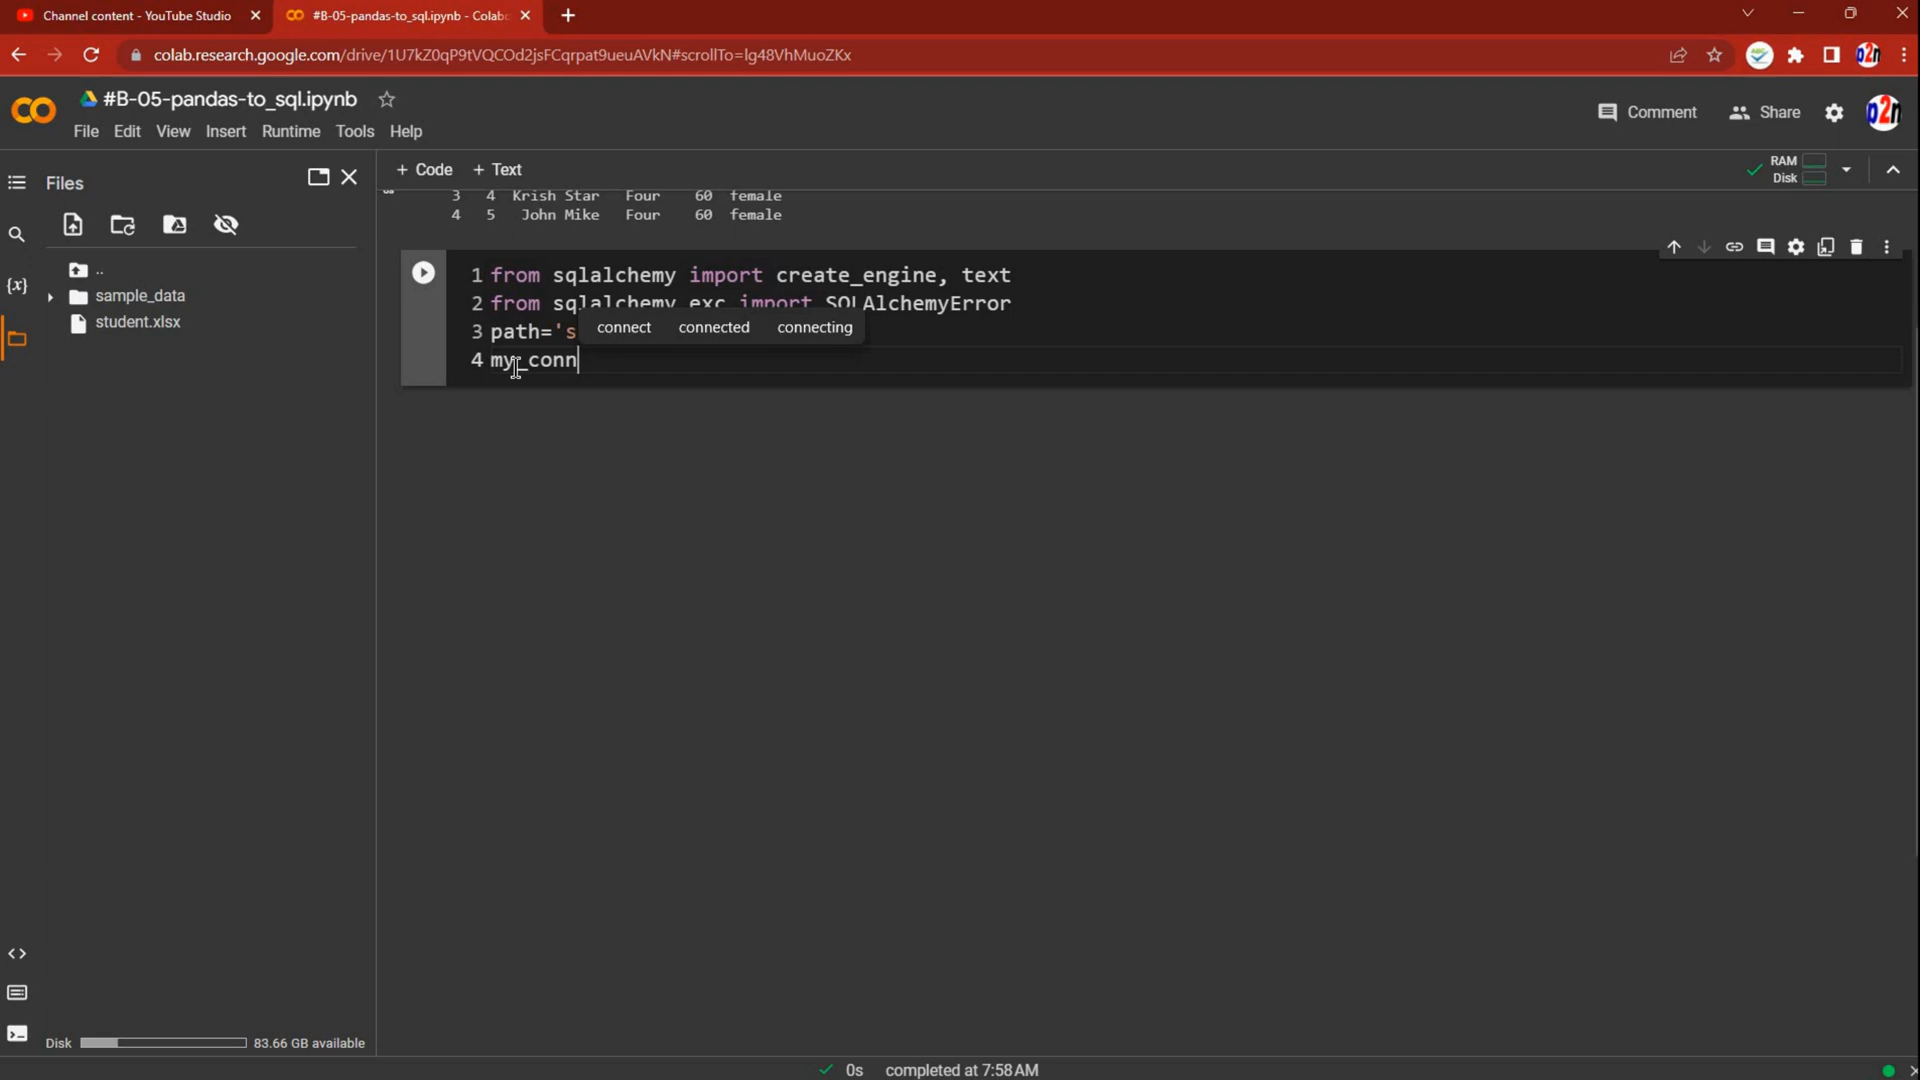 Channel content - YouTube Studio
#B-05-pandas-to_sql.ipynb - Colab
colab.research.google.com/drive/1U7kZ0qP9tVQCOd2jsFCqrpat9ueuAVkN#scrollTo=lg48VhMuoZKx
#B-05-pandas-to_sql.ipynb
Comment
Share
File Edit View Insert Runtime Tools Help
Files
+ Code + Text
RAM
Disk
3 4 Krish Star Four 60 female
4 5 John Mike Four 60 female
..
sample_data
student.xlsx
{x}
1 from sqlalchemy import create_engine, text
2 from sqlalchemy.exc import SQLAlchemyError
connect connected connecting
3 path='s
4 my_conn
Disk 83.66 GB available
0s completed at 7:58 AM